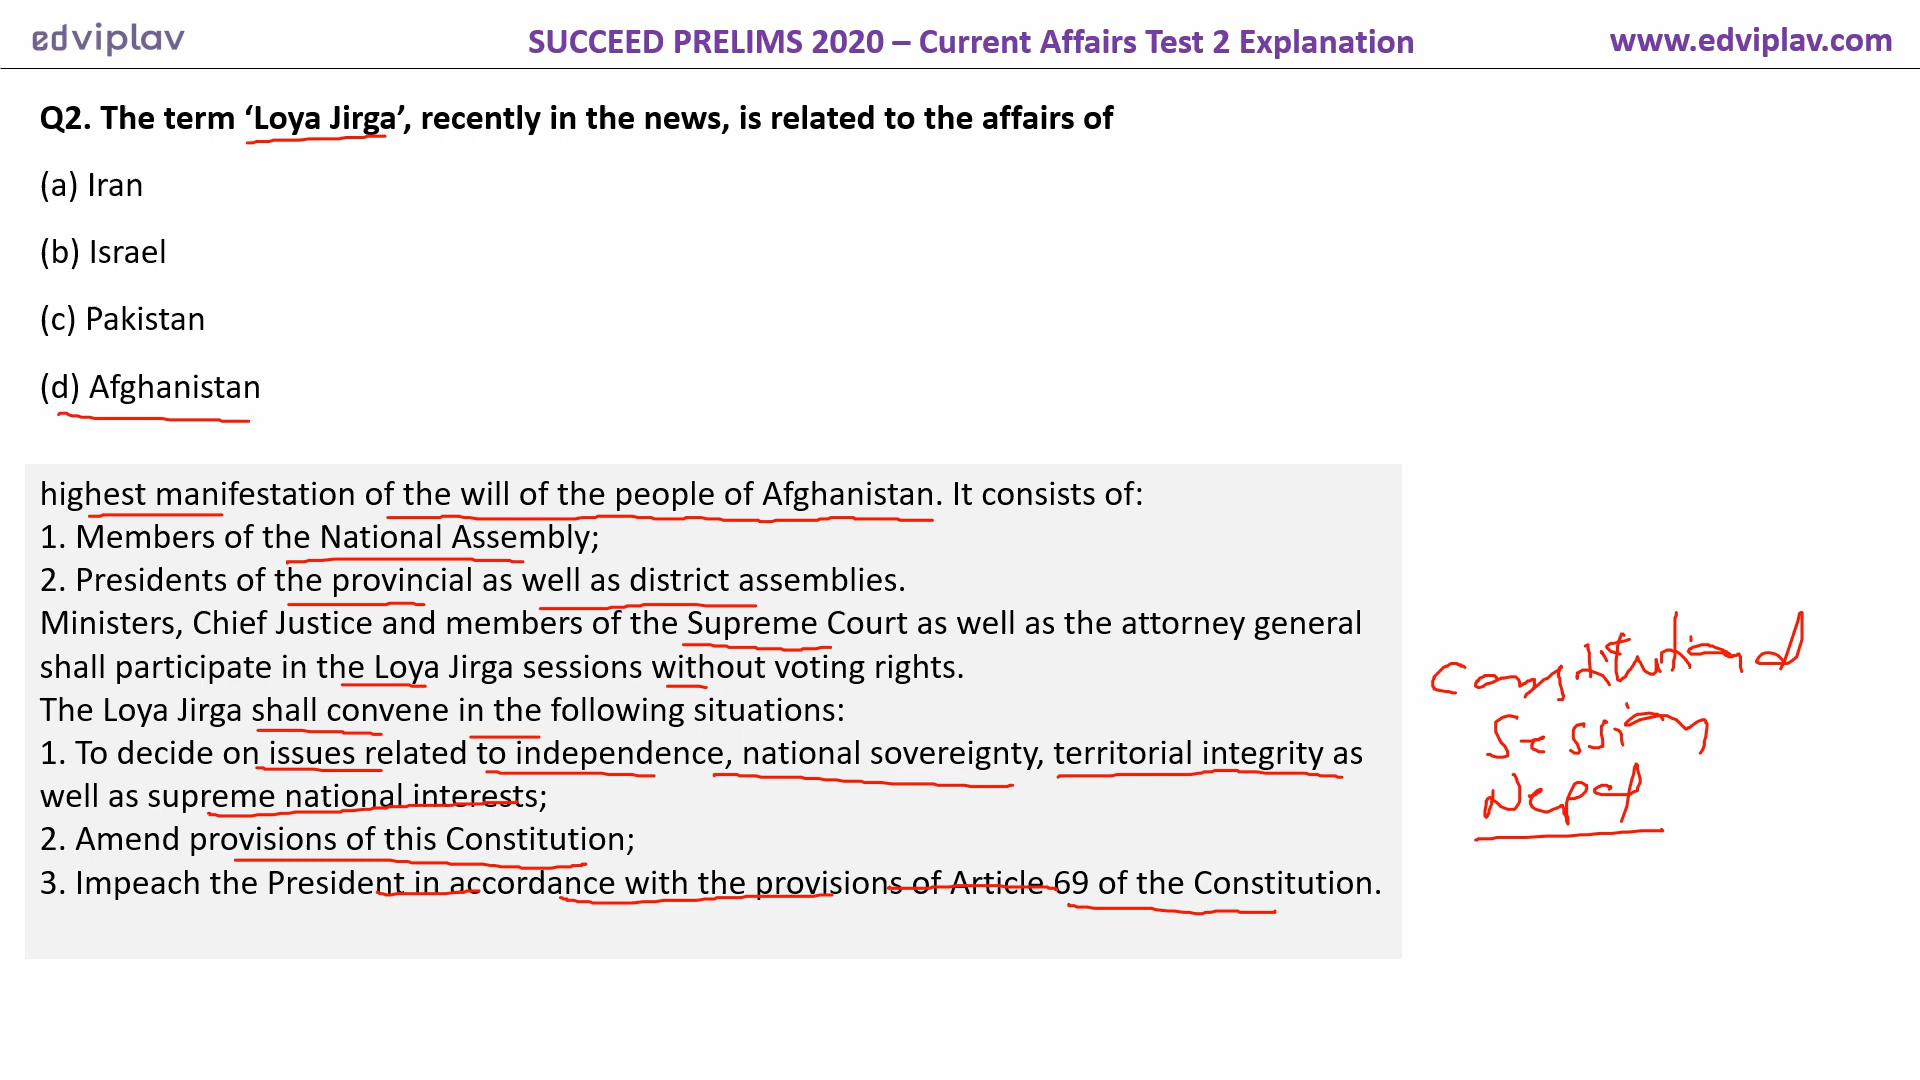 edviplav
SUCCEED PRELIMS 2020 – Current Affairs Test 2 Explanation
www.edviplav.com
Q2. The term ‘Loya Jirga’, recently in the news, is related to the affairs of
(a) Iran
(b) Israel
(c) Pakistan
(d) Afghanistan
highest manifestation of the will of the people of Afghanistan. It consists of:
1. Members of the National Assembly;
2. Presidents of the provincial as well as district assemblies.
Ministers, Chief Justice and members of the Supreme Court as well as the attorney general
shall participate in the Loya Jirga sessions without voting rights.
The Loya Jirga shall convene in the following situations:
1. To decide on issues related to independence, national sovereignty, territorial integrity as
well as supreme national interests;
2. Amend provisions of this Constitution;
3. Impeach the President in accordance with the provisions of Article 69 of the Constitution.
Constitutional
Session
Nepal